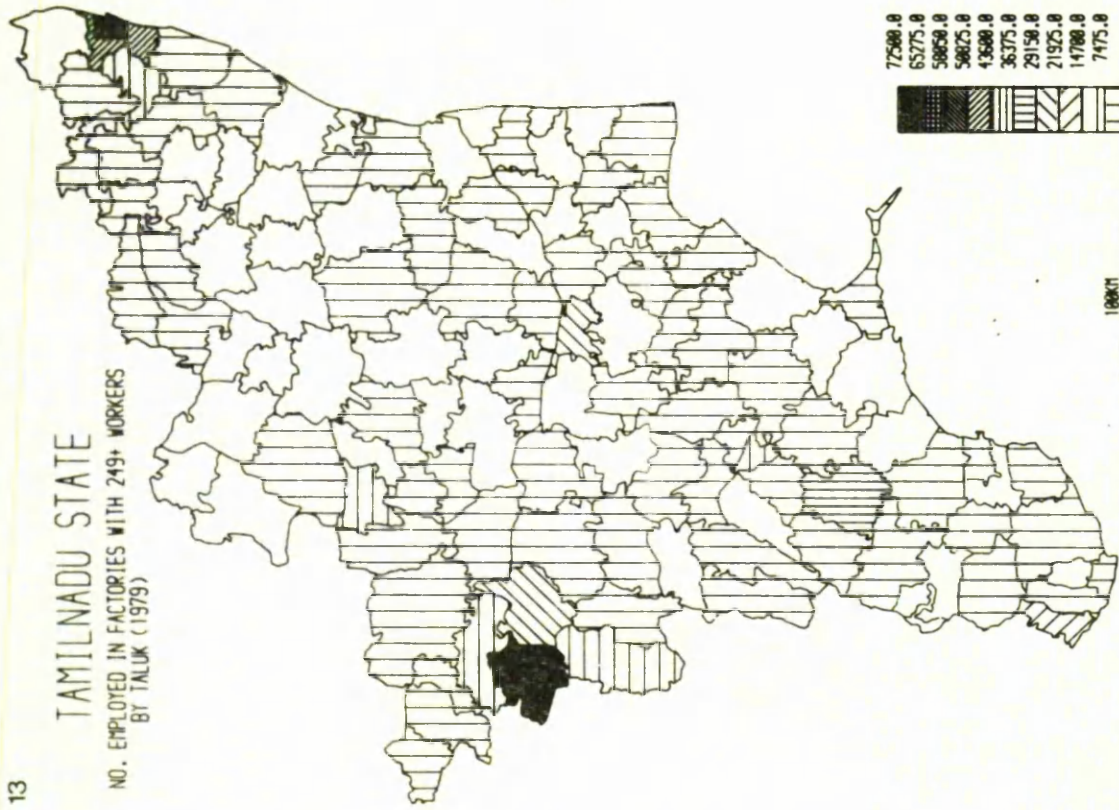 13
TAMILNADU STATE
NO. EMPLOYED IN FACTORIES WITH 249+ WORKERS
BY TALUK (1979)
72500.0
65275.0
58050.0
50825.0
43600.0
36375.0
29150.0
21925.0
14700.0
7475.0
100KM